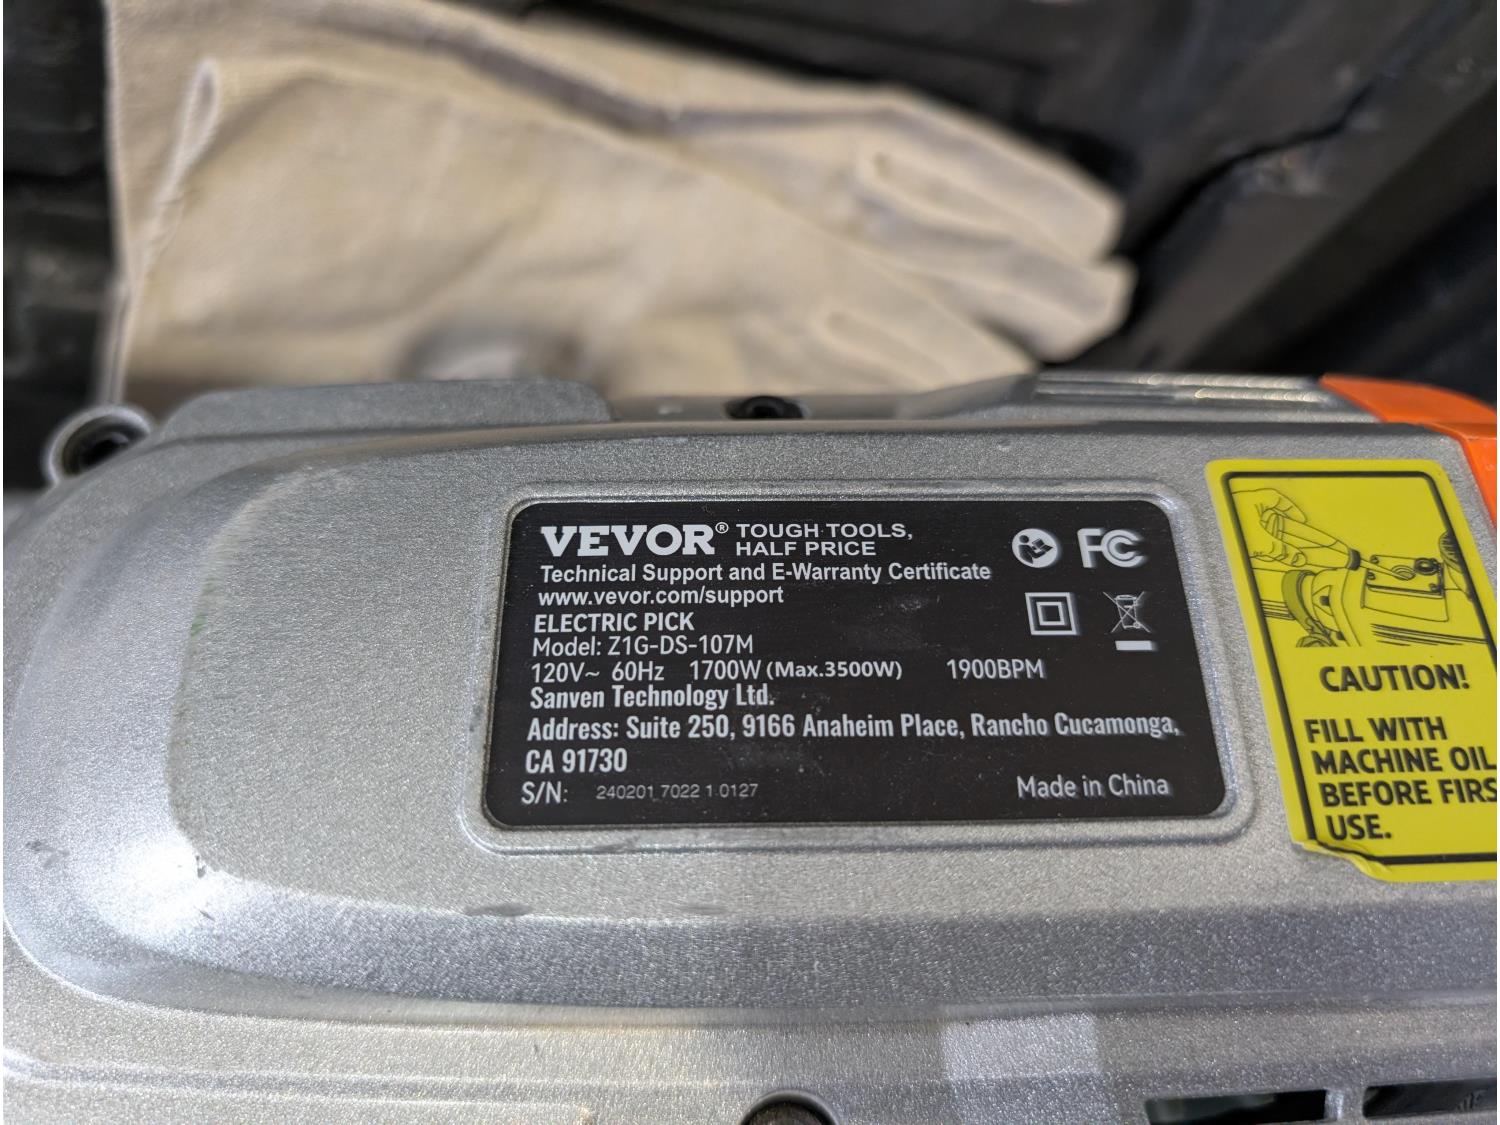 VEVOR® TOUGH TOOLS,
HALF PRICE
Technical Support and E-Warranty Certificate
www.vevor.com/support
ELECTRIC PICK
Model: Z1G-DS-107M
120V~ 60Hz 1700W (Max.3500W) 1900BPM
Sanven Technology Ltd.
Address: Suite 250, 9166 Anaheim Place, Rancho Cucamonga,
CA 91730
S/N: 240201 7022 1 0127
Made in China
FC
CAUTION!
FILL WITH
MACHINE OIL
BEFORE FIRS
USE.